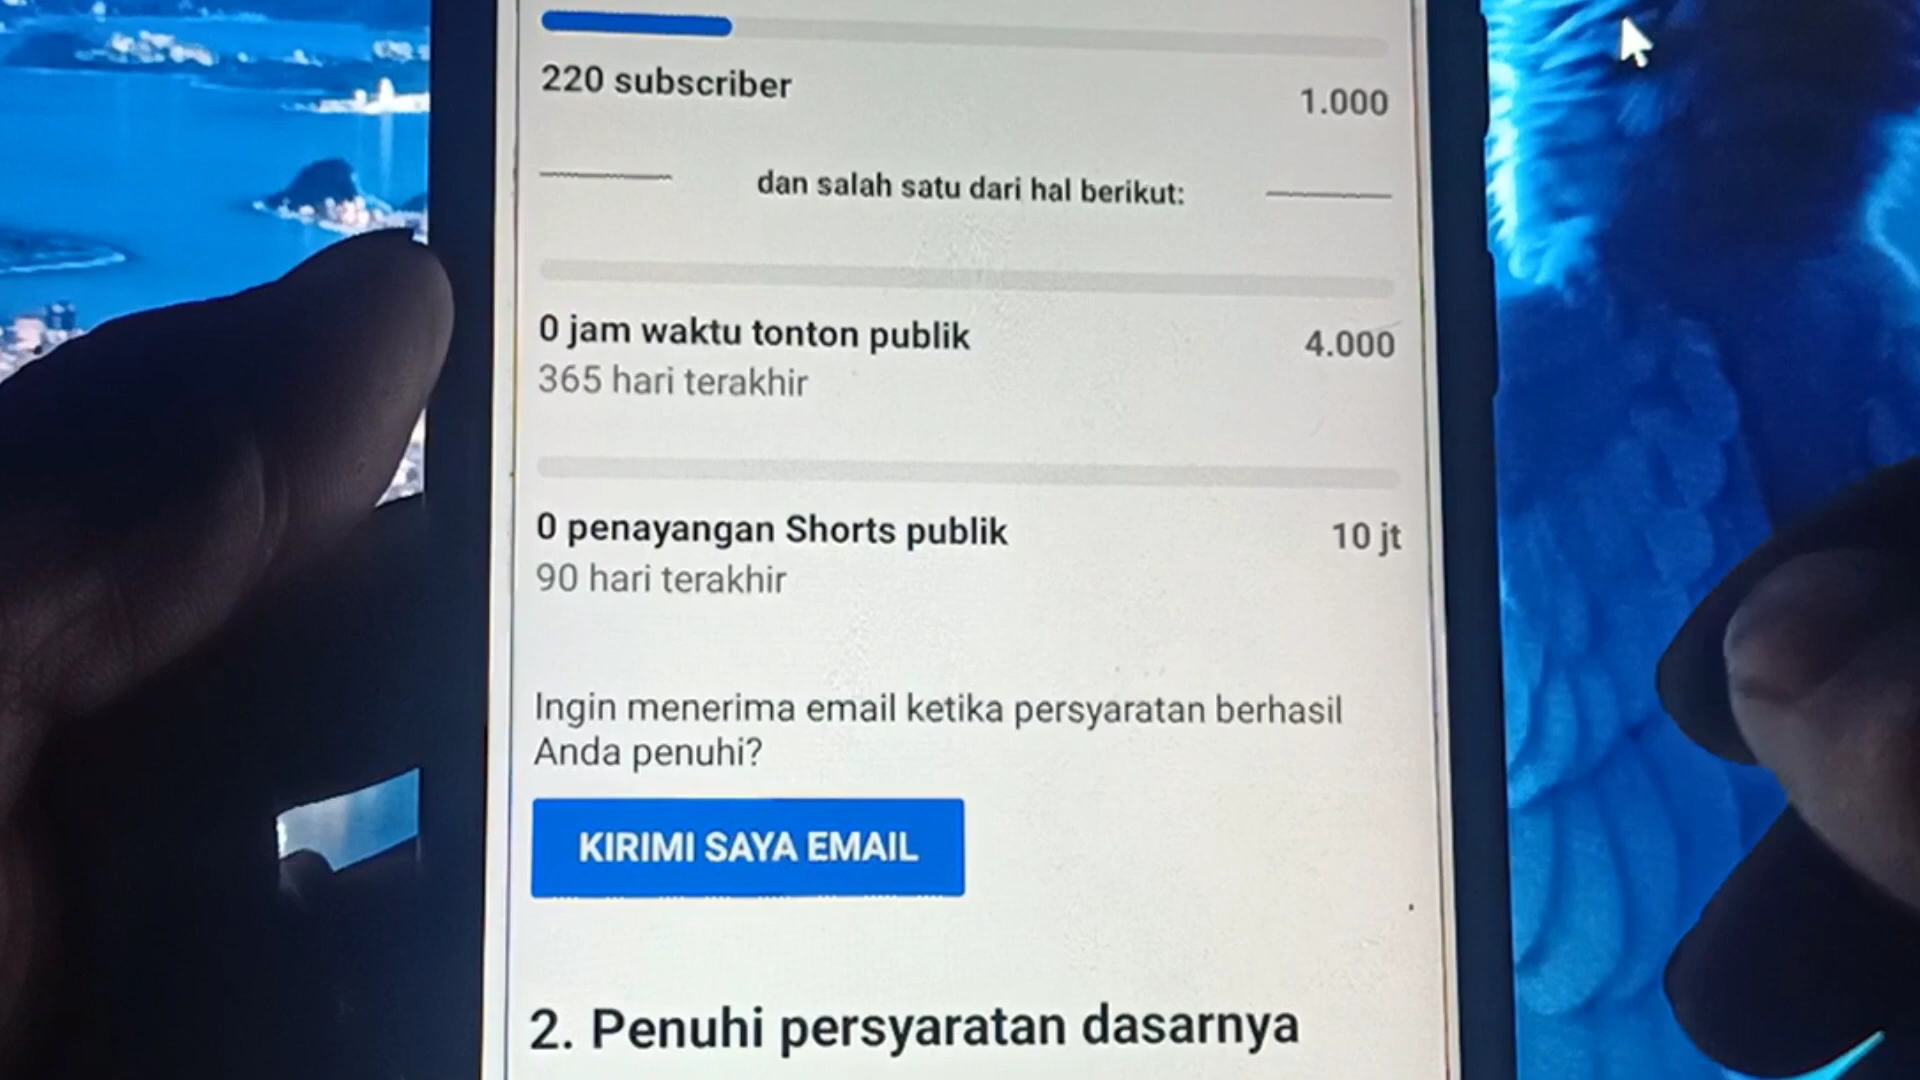 220 subscriber
1.000
dan salah satu dari hal berikut:
0 jam waktu tonton publik
4.000
365 hari terakhir
0 penayangan Shorts publik
10 jt
90 hari terakhir
Ingin menerima email ketika persyaratan berhasil
Anda penuhi?
KIRIMI SAYA EMAIL
2. Penuhi persyaratan dasarnya